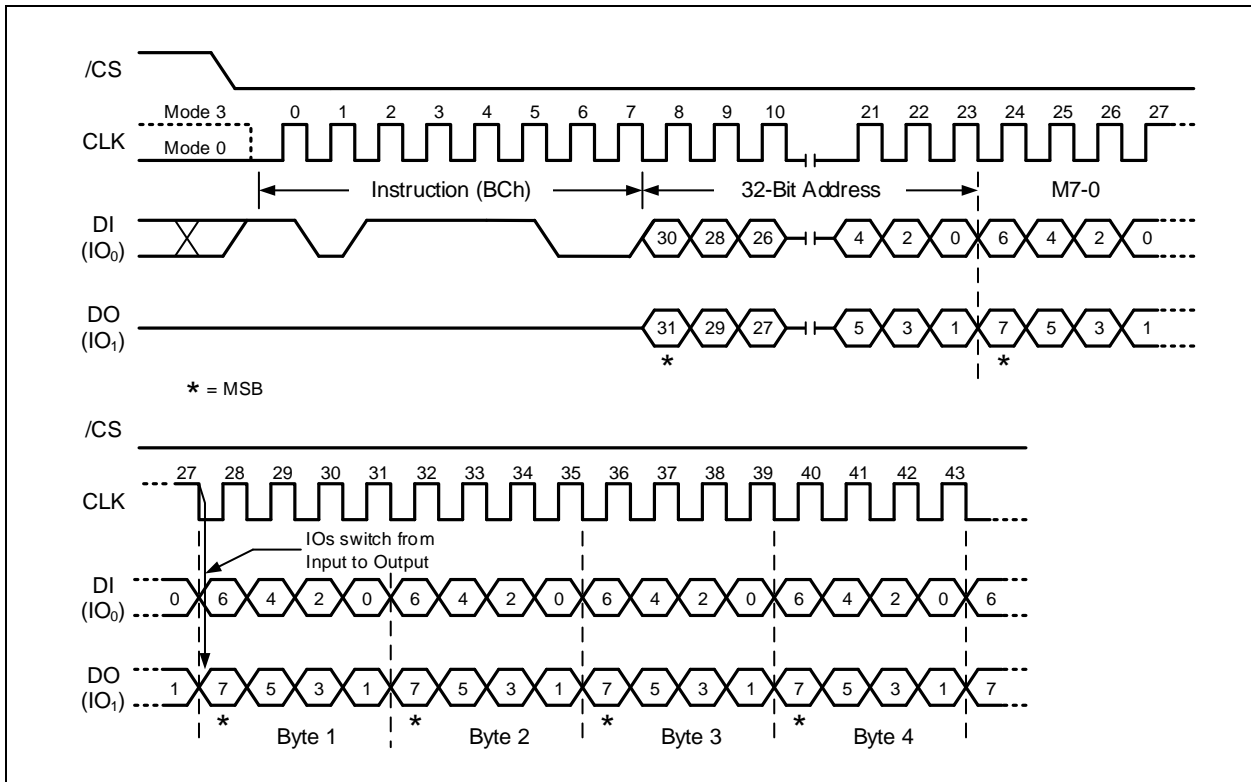 /CS
Mode 3 0 1 2 3 4 5 6 7 8 9 10 21 22 23 24 25 26 27
CLK
Mode 0
Instruction (BCh) 32-Bit Address M7-0
DI
(IO₀) 30 28 26 4 2 0 6 4 2 0
DO
(IO₁) 31 29 27 5 3 1 7 5 3 1
* *
* = MSB
/CS
27 28 29 30 31 32 33 34 35 36 37 38 39 40 41 42 43
CLK
IOs switch from
Input to Output
DI
(IO₀) 0 6 4 2 0 6 4 2 0 6 4 2 0 6 4 2 0 6
DO
(IO₁) 1 7 5 3 1 7 5 3 1 7 5 3 1 7 5 3 1 7
* * * *
Byte 1 Byte 2 Byte 3 Byte 4